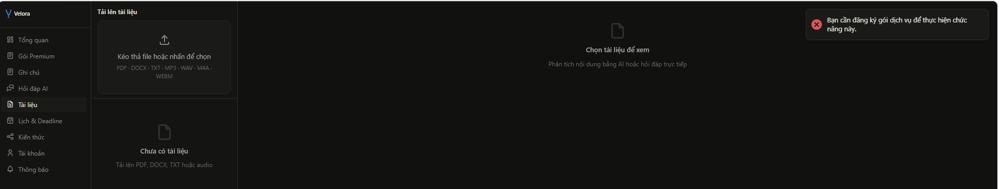 Velora
Tổng quan
Gói Premium
Ghi chú
Hỏi đáp AI
Tài liệu
Lịch & Deadline
Kiến thức
Tài khoản
Thông báo
Tải lên tài liệu
Kéo thả file hoặc nhấn để chọn
PDF · DOCX · TXT · MP3 · WAV · M4A ·
WEBM
Chưa có tài liệu
Tải lên PDF, DOCX, TXT hoặc audio
Chọn tài liệu để xem
Phân tích nội dung bằng AI hoặc hỏi đáp trực tiếp
Bạn cần đăng ký gói dịch vụ để thực hiện chức
năng này.